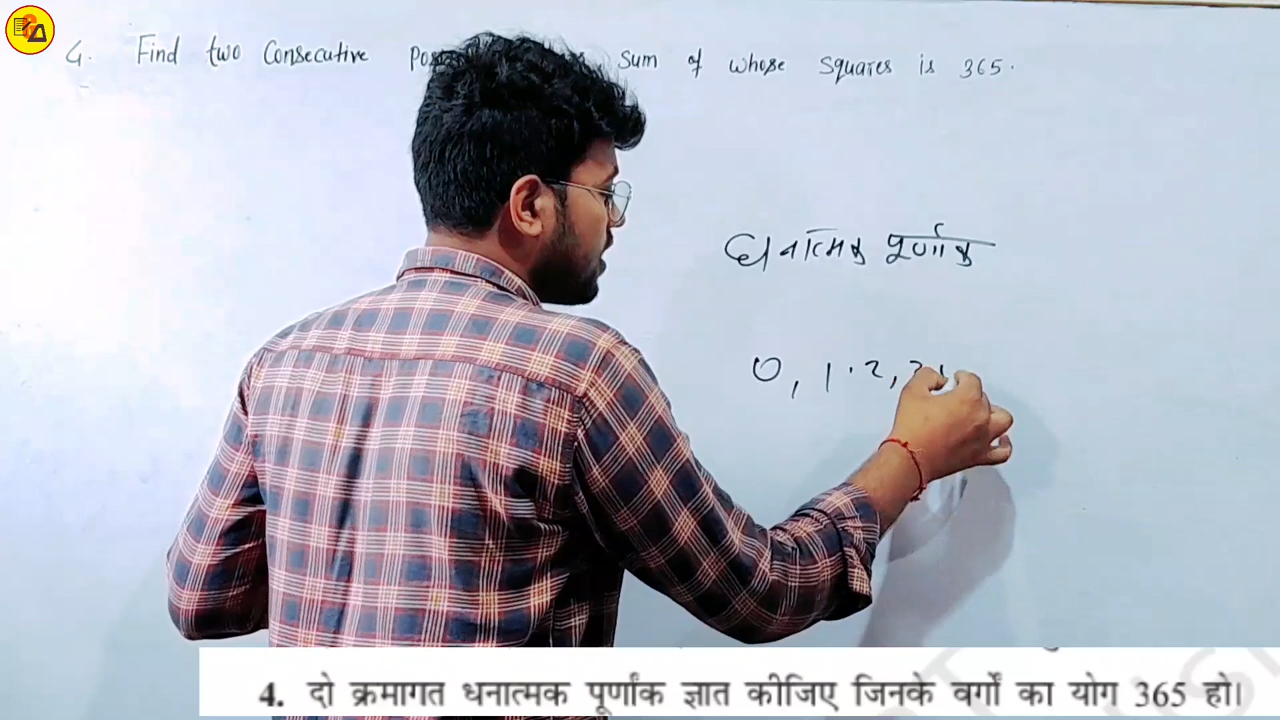 4. Find two Consecutive sum of whose squares is 365.
धनात्मक पूर्णांक
0, 1, 2, 3
4. दो क्रमागत धनात्मक पूर्णांक ज्ञात कीजिए जिनके वर्गों का योग 365 हो।